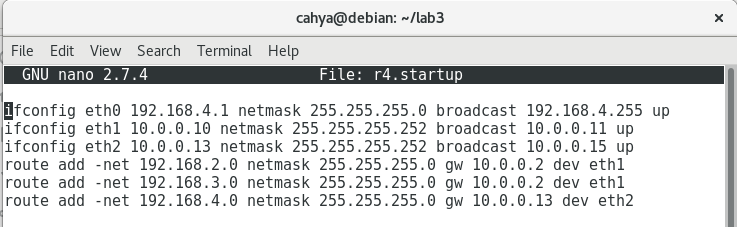 cahya@debian: ~/lab3
File Edit View Search Terminal Help
GNU nano 2.7.4 File: r4.startup
ifconfig eth0 192.168.4.1 netmask 255.255.255.0 broadcast 192.168.4.255 up
ifconfig eth1 10.0.0.10 netmask 255.255.255.252 broadcast 10.0.0.11 up
ifconfig eth2 10.0.0.13 netmask 255.255.255.252 broadcast 10.0.0.15 up
route add -net 192.168.2.0 netmask 255.255.255.0 gw 10.0.0.2 dev eth1
route add -net 192.168.3.0 netmask 255.255.255.0 gw 10.0.0.2 dev eth1
route add -net 192.168.4.0 netmask 255.255.255.0 gw 10.0.0.13 dev eth2